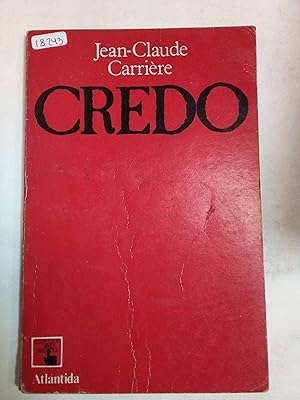 18243
Jean-Claude
Carrière
CREDO
Atlántida